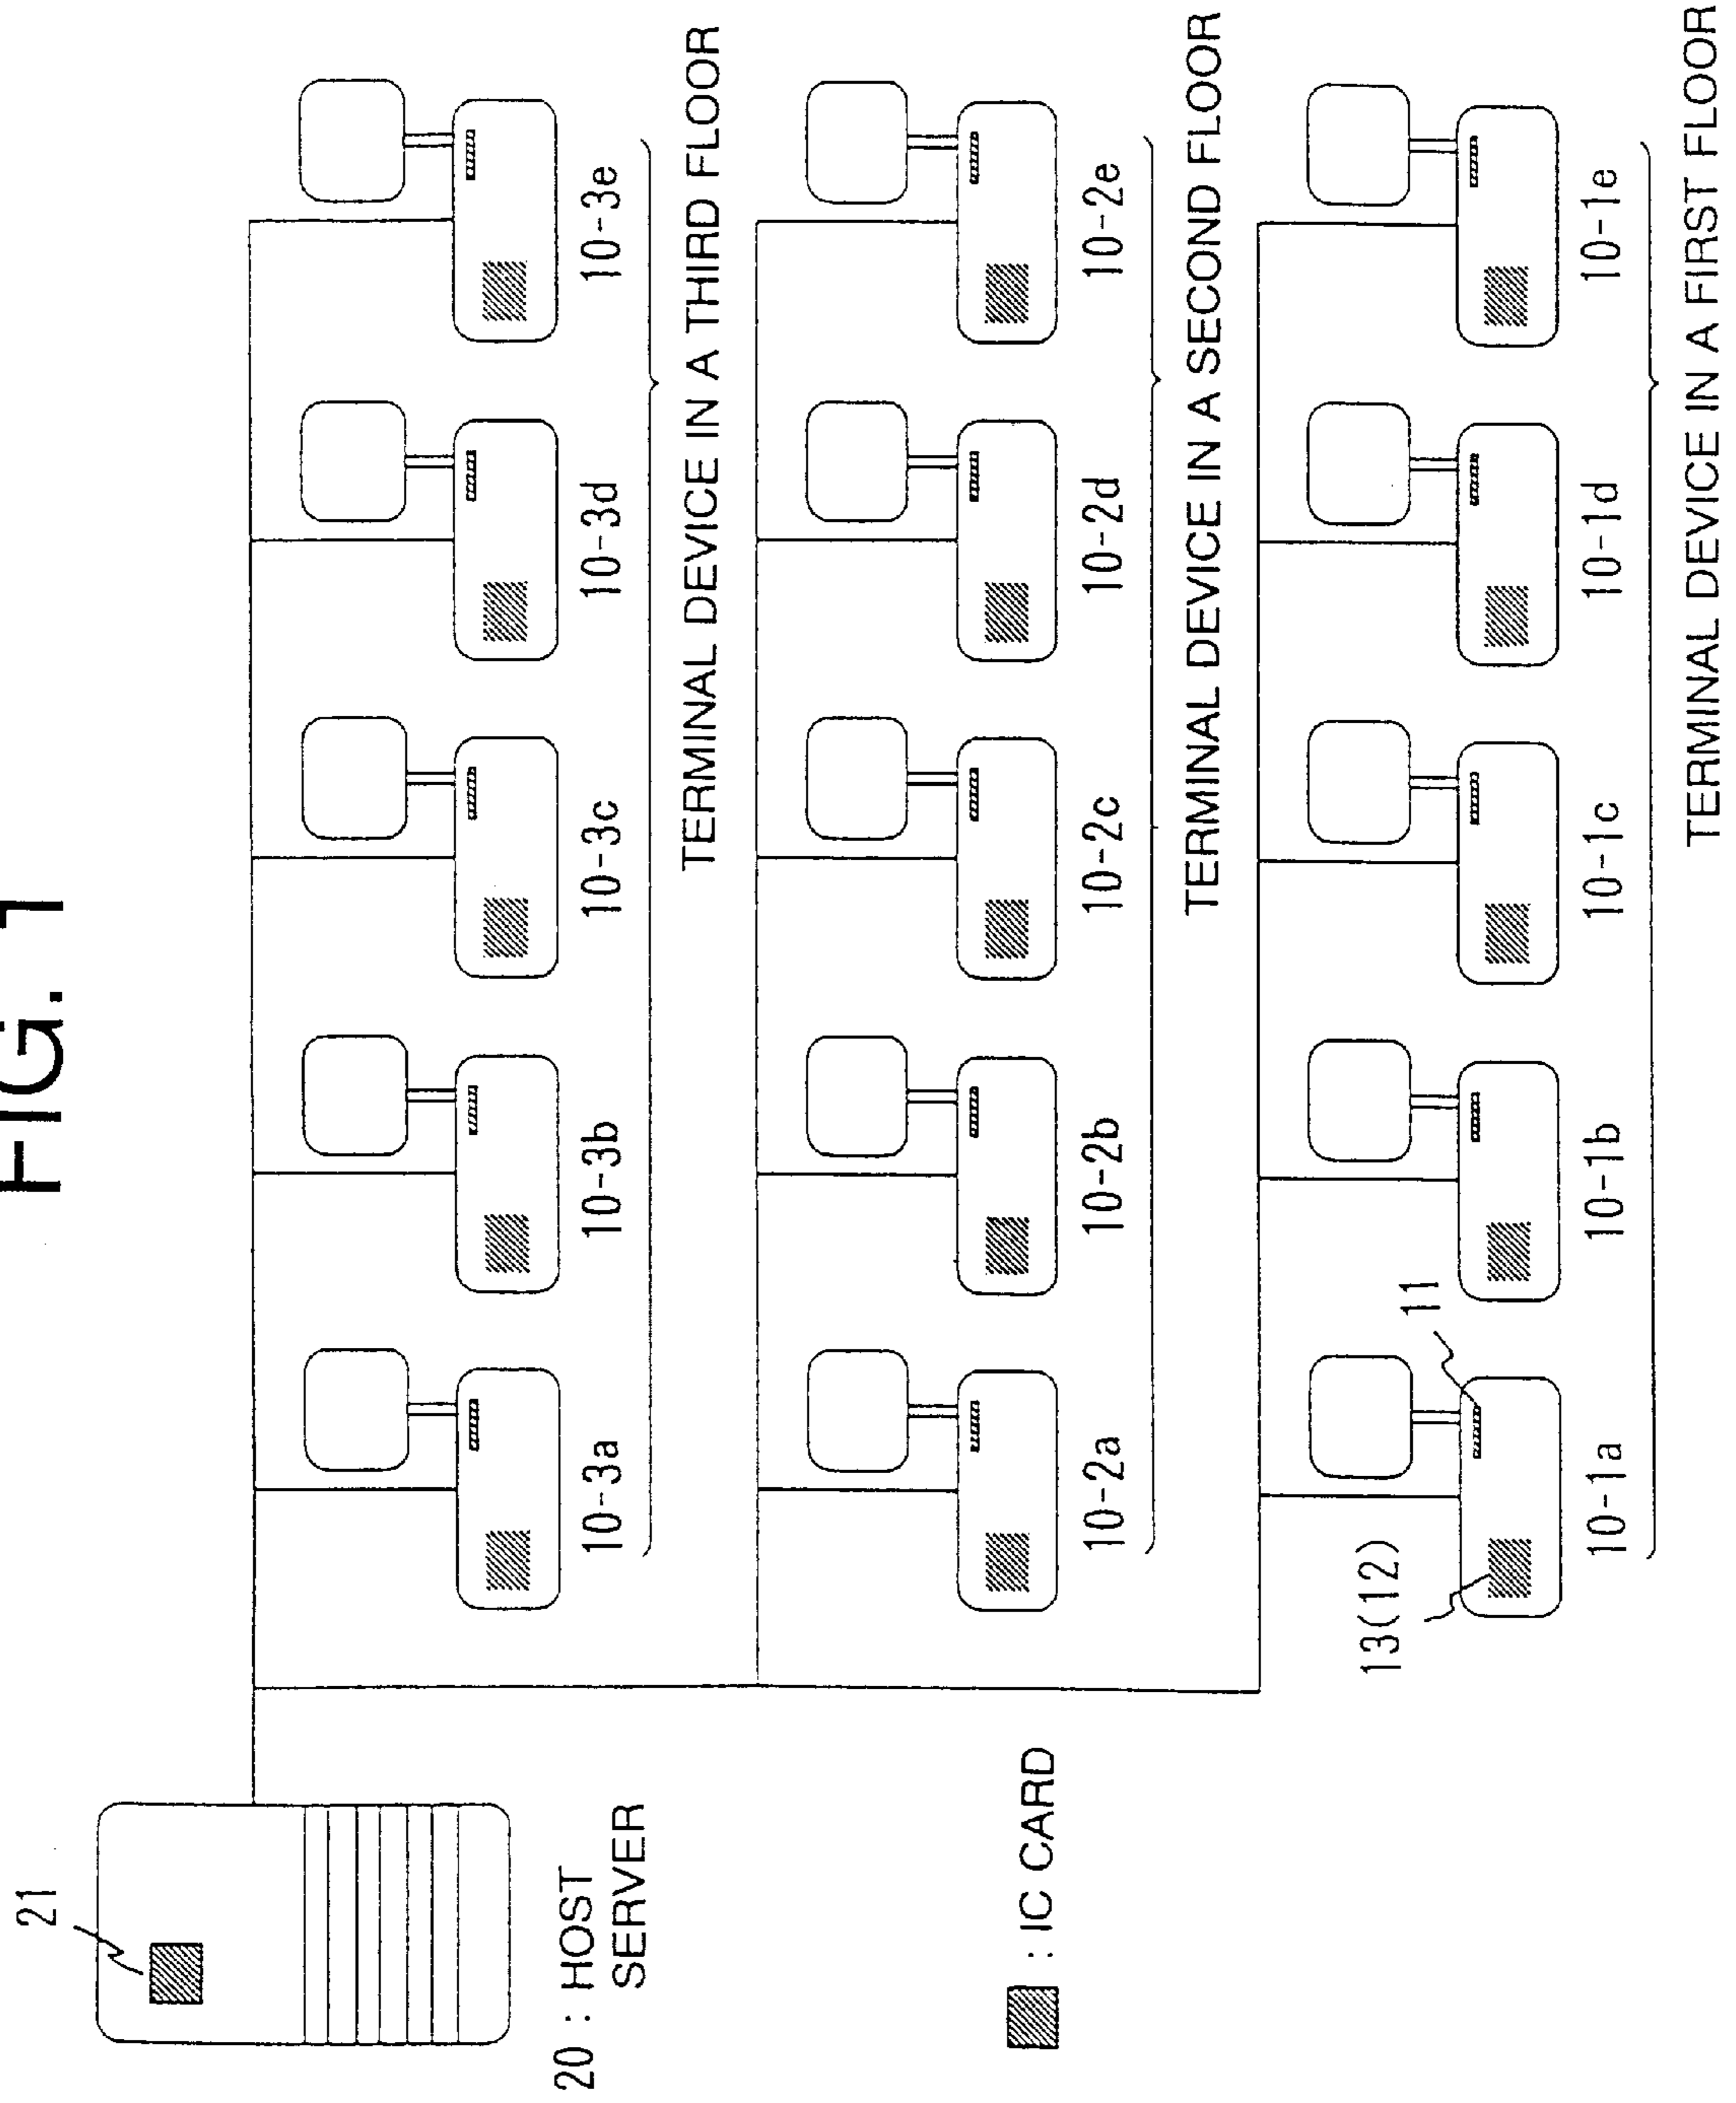 FIG. 1
21
20 : HOST
SERVER
: IC CARD
10-3a
10-3b
10-3c
10-3d
10-3e
TERMINAL DEVICE IN A THIRD FLOOR
10-2a
10-2b
10-2c
10-2d
10-2e
TERMINAL DEVICE IN A SECOND FLOOR
13(12)
11
10-1a
10-1b
10-1c
10-1d
10-1e
TERMINAL DEVICE IN A FIRST FLOOR